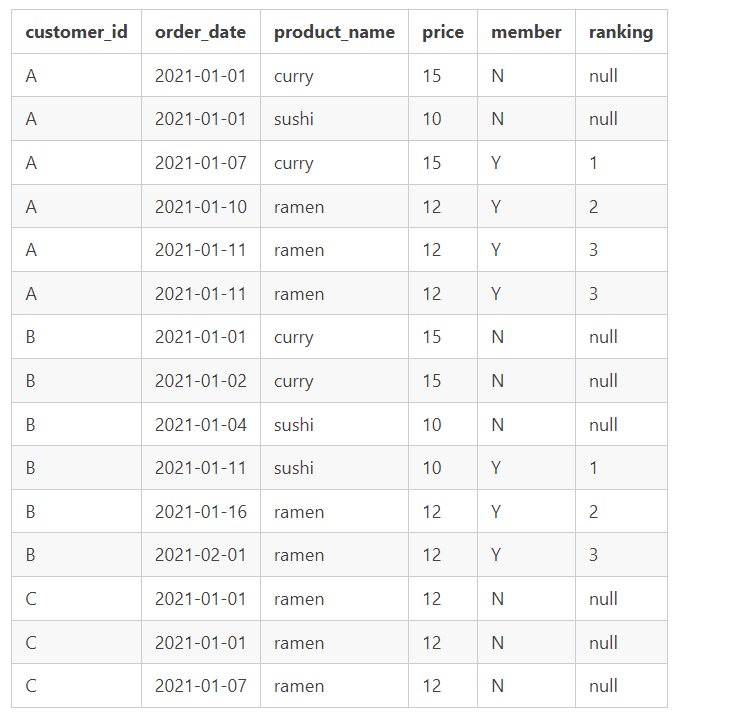 customer_id order_date product_name price member ranking
A 2021-01-01 curry 15 N null
A 2021-01-01 sushi 10 N null
A 2021-01-07 curry 15 Y 1
A 2021-01-10 ramen 12 Y 2
A 2021-01-11 ramen 12 Y 3
A 2021-01-11 ramen 12 Y 3
B 2021-01-01 curry 15 N null
B 2021-01-02 curry 15 N null
B 2021-01-04 sushi 10 N null
B 2021-01-11 sushi 10 Y 1
B 2021-01-16 ramen 12 Y 2
B 2021-02-01 ramen 12 Y 3
C 2021-01-01 ramen 12 N null
C 2021-01-01 ramen 12 N null
C 2021-01-07 ramen 12 N null